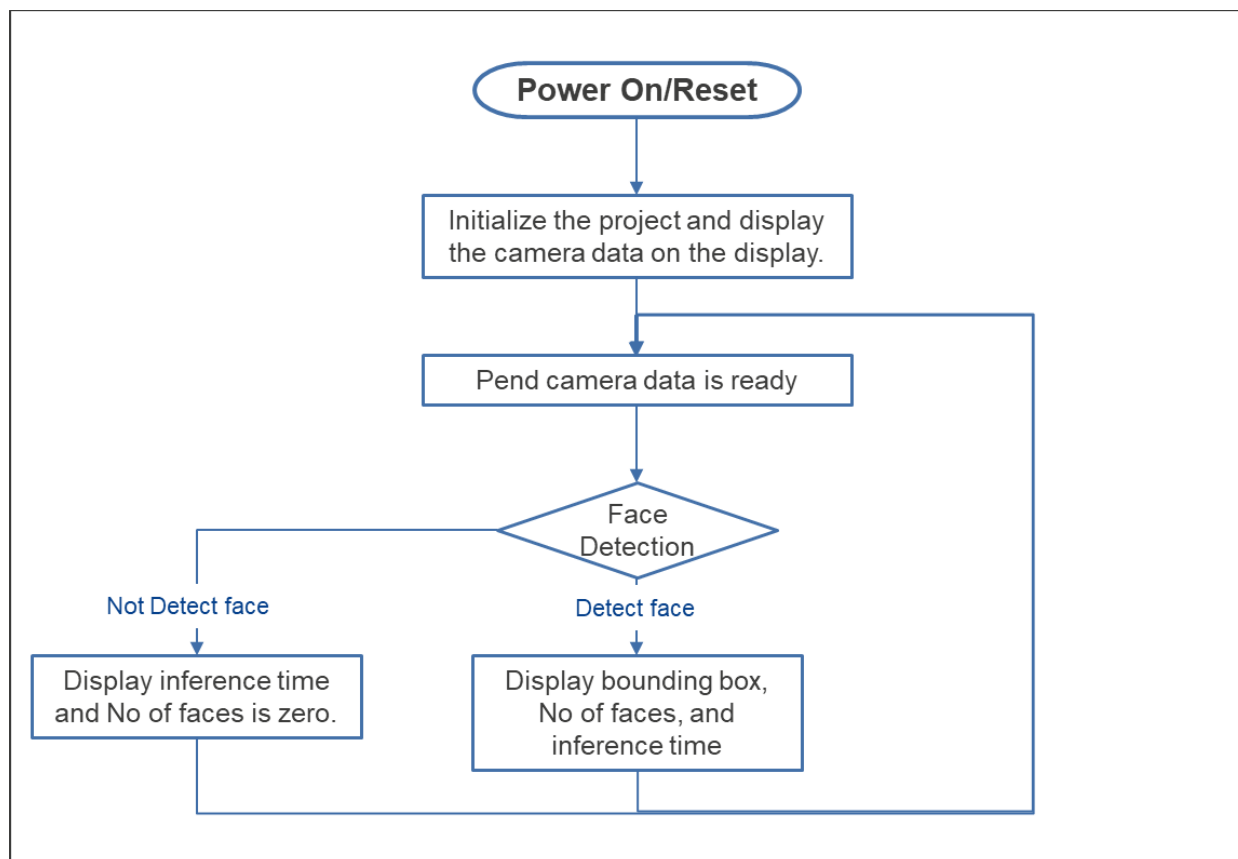 Power On/Reset
Initialize the project and display
the camera data on the display.
Pend camera data is ready
Face
Detection
Not Detect face
Detect face
Display inference time
and No of faces is zero.
Display bounding box,
No of faces, and
inference time